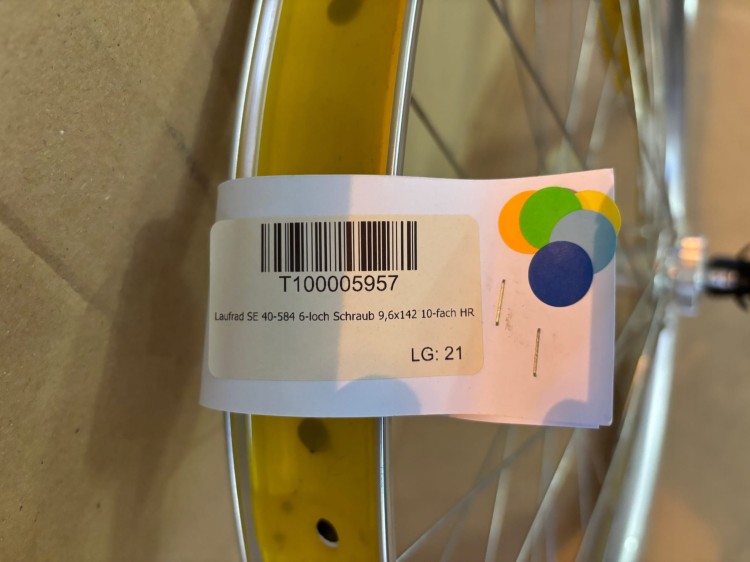 T100005957
Laufrad SE 40-584 6-loch Schraub 9,6x142 10-fach HR
LG: 21